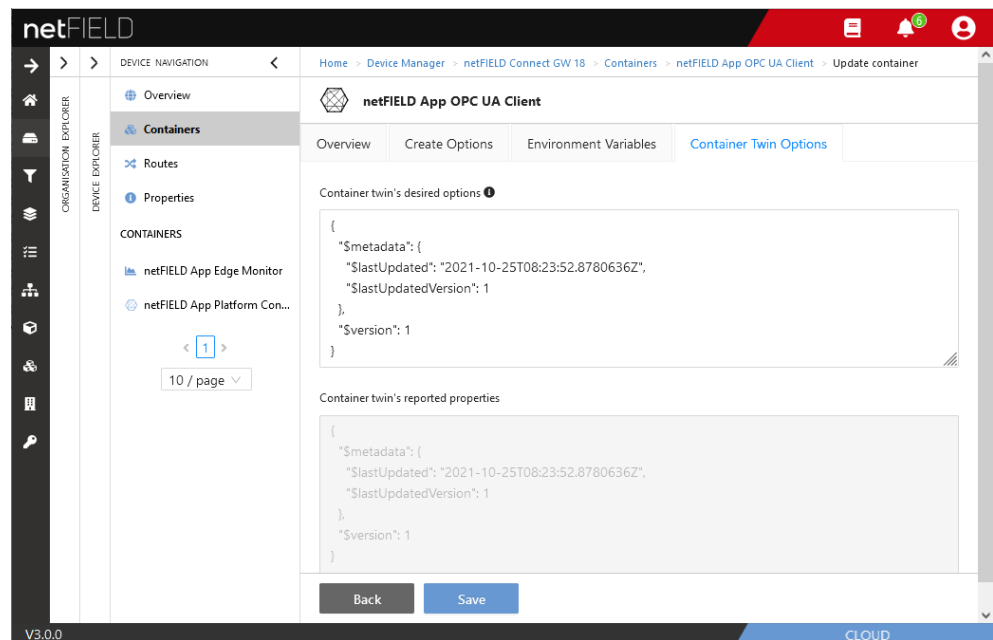 netFIELD
6
DEVICE NAVIGATION
Home > Device Manager > netFIELD Connect GW 18 > Containers > netFIELD App OPC UA Client > Update container
ORGANISATION EXPLORER
DEVICE EXPLORER
Overview
Containers
Routes
Properties
CONTAINERS
netFIELD App Edge Monitor
netFIELD App Platform Con...
< 1 >
10 / page
netFIELD App OPC UA Client
Overview Create Options Environment Variables Container Twin Options
Container twin's desired options
{
"$metadata": {
"$lastUpdated": "2021-10-25T08:23:52.8780636Z",
"$lastUpdatedVersion": 1
},
"$version": 1
}
Container twin's reported properties
{
"$metadata": {
"$lastUpdated": "2021-10-25T08:23:52.8780636Z",
"$lastUpdatedVersion": 1
},
"$version": 1
}
Back Save
V3.0.0 CLOUD